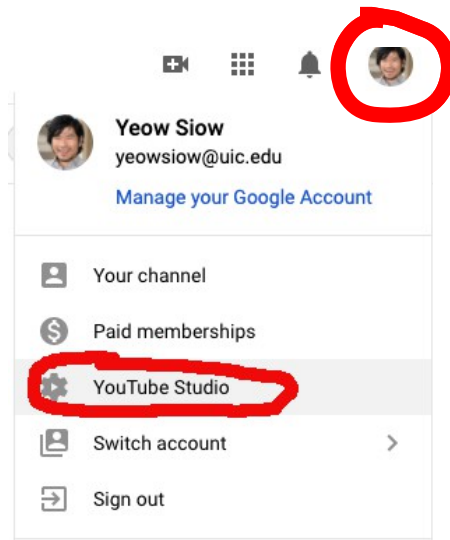 Yeow Siow
yeowsiow@uic.edu
Manage your Google Account
Your channel
Paid memberships
YouTube Studio
Switch account
Sign out